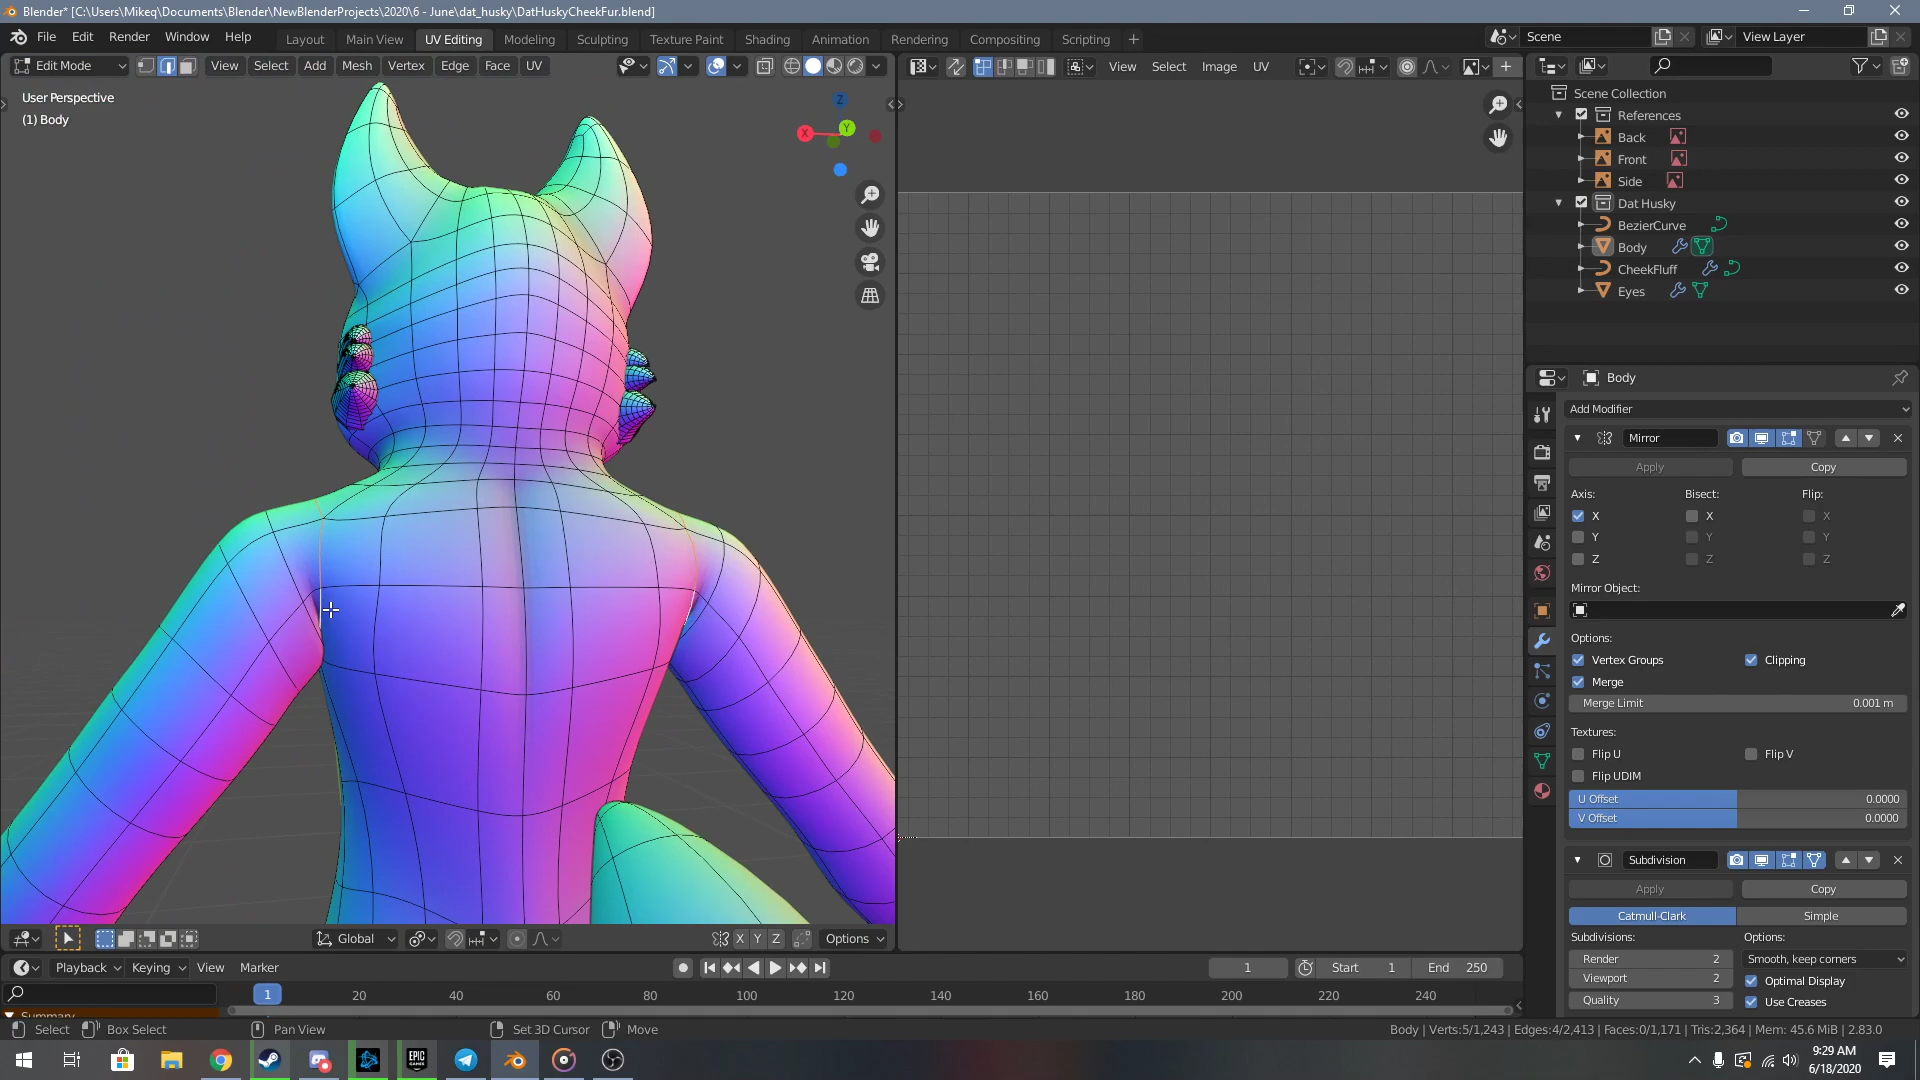 Blender* [C:\Users\Mikeq\Documents\Blender\NewBlenderProjects\2020\6 - June\dat_husky\DatHuskyCheekFur.blend]
File Edit Render Window Help Layout Main View UV Editing Modeling Sculpting Texture Paint Shading Animation Rendering Compositing Scripting + Scene View Layer
Edit Mode View Select Add Mesh Vertex Edge Face UV View Select Image UV
User Perspective
(1) Body
Z
X
Y
Scene Collection
References
Back
Front
Side
Dat Husky
BezierCurve
Body
CheekFluff
Eyes
Body
Add Modifier
Mirror
Apply Copy
Axis: Bisect: Flip:
X X X
Y Y Y
Z Z Z
Mirror Object:
Options:
Vertex Groups Clipping
Merge
Merge Limit 0.001 m
Textures:
Flip U Flip V
Flip UDIM
U Offset 0.0000
V Offset 0.0000
Subdivision
Apply Copy
Catmull-Clark Simple
Subdivisions: Options:
Render 2 Smooth, keep corners
Viewport 2 Optimal Display
Quality 3 Use Creases
Global X Y Z Options
Playback Keying View Marker 1 Start 1 End 250
1 20 40 60 80 100 120 140 160 180 200 220 240
Summary
Select Box Select Pan View Set 3D Cursor Move Body | Verts:5/1,243 | Edges:4/2,413 | Faces:0/1,171 | Tris:2,364 | Mem: 45.6 MiB | 2.83.0
EPIC
GAMES
9:29 AM
6/18/2020